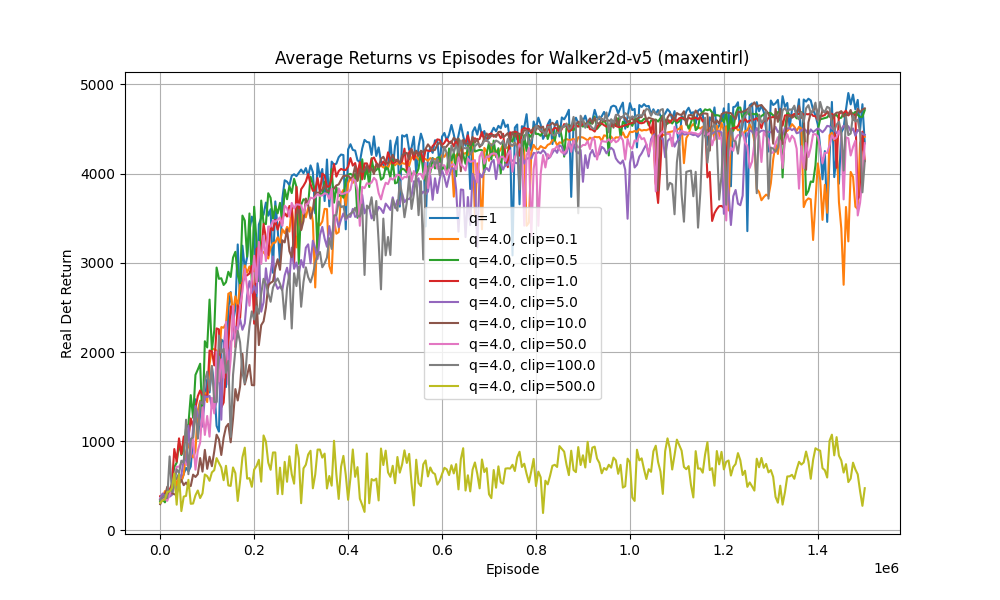 Average Returns vs Episodes for Walker2d-v5 (maxentirl)
Real Det Return
5000
4000
3000
2000
1000
0
q=1
q=4.0, clip=0.1
q=4.0, clip=0.5
q=4.0, clip=1.0
q=4.0, clip=5.0
q=4.0, clip=10.0
q=4.0, clip=50.0
q=4.0, clip=100.0
q=4.0, clip=500.0
0.0 0.2 0.4 0.6 0.8 1.0 1.2 1.4
1e6
Episode